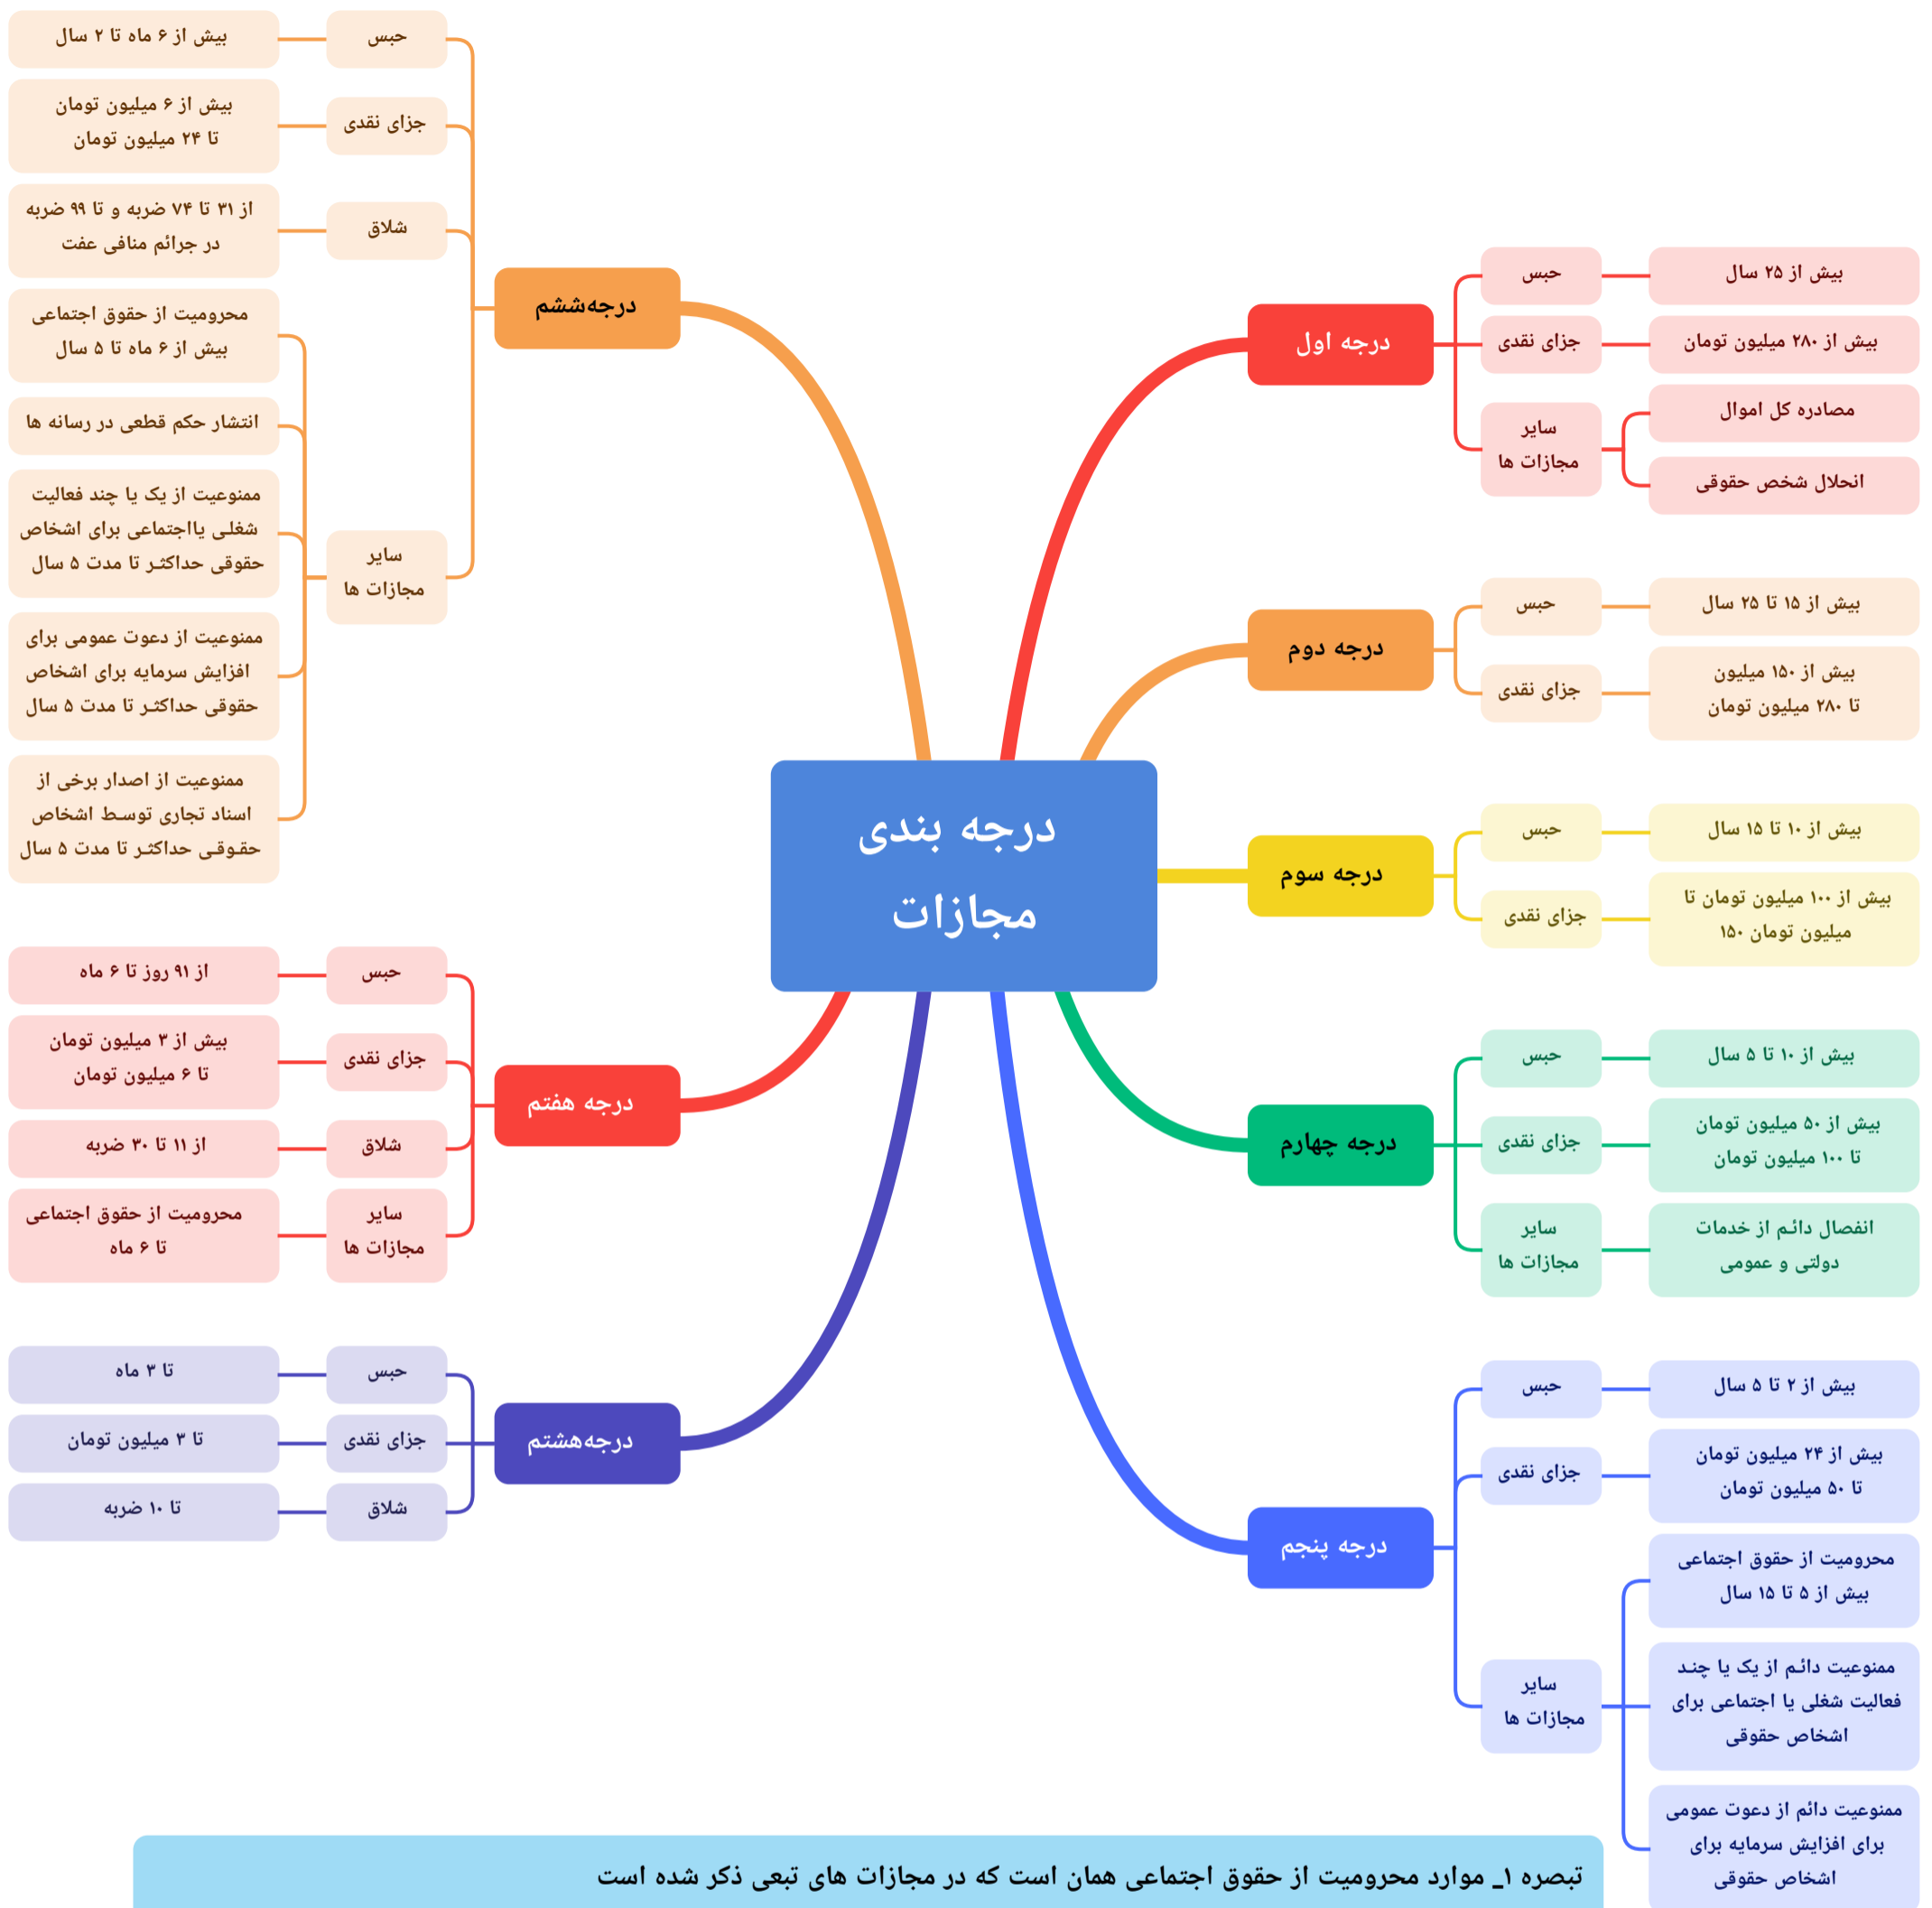 درجه بندی
مجازات
درجه اول
حبس
بیش از ۲۵ سال
جزای نقدی
بیش از ۲۸۰ میلیون تومان
سایر
مجازات ها
مصادره کل اموال
انحلال شخص حقوقی
درجه دوم
حبس
بیش از ۱۵ تا ۲۵ سال
جزای نقدی
بیش از ۱۵۰ میلیون
تا ۲۸۰ میلیون تومان
درجه سوم
حبس
بیش از ۱۰ تا ۱۵ سال
جزای نقدی
بیش از ۱۰۰ میلیون تومان تا
میلیون تومان ۱۵۰
درجه چهارم
حبس
بیش از ۱۰ تا ۵ سال
جزای نقدی
بیش از ۵۰ میلیون تومان
تا ۱۰۰ میلیون تومان
سایر
مجازات ها
انفصال دائم از خدمات
دولتی و عمومی
درجه پنجم
حبس
بیش از ۲ تا ۵ سال
جزای نقدی
بیش از ۲۴ میلیون تومان
تا ۵۰ میلیون تومان
سایر
مجازات ها
محرومیت از حقوق اجتماعی
بیش از ۵ تا ۱۵ سال
ممنوعیت دائم از یک یا چند
فعالیت شغلی یا اجتماعی برای
اشخاص حقوقی
ممنوعیت دائم از دعوت عمومی
برای افزایش سرمایه برای
اشخاص حقوقی
درجه‌ششم
حبس
بیش از ۶ ماه تا ۲ سال
جزای نقدی
بیش از ۶ میلیون تومان
تا ۲۴ میلیون تومان
شلاق
از ۳۱ تا ۷۴ ضربه و تا ۹۹ ضربه
در جرائم منافی عفت
سایر
مجازات ها
محرومیت از حقوق اجتماعی
بیش از ۶ ماه تا ۵ سال
انتشار حکم قطعی در رسانه ها
ممنوعیت از یک یا چند فعالیت
شغلی یااجتماعی برای اشخاص
حقوقی حداکثر تا مدت ۵ سال
ممنوعیت از دعوت عمومی برای
افزایش سرمایه برای اشخاص
حقوقی حداکثر تا مدت ۵ سال
ممنوعیت از اصدار برخی از
اسناد تجاری توسط اشخاص
حقوقی حداکثر تا مدت ۵ سال
درجه هفتم
حبس
از ۹۱ روز تا ۶ ماه
جزای نقدی
بیش از ۳ میلیون تومان
تا ۶ میلیون تومان
شلاق
از ۱۱ تا ۳۰ ضربه
سایر
مجازات ها
محرومیت از حقوق اجتماعی
تا ۶ ماه
درجه‌هشتم
حبس
تا ۳ ماه
جزای نقدی
تا ۳ میلیون تومان
شلاق
تا ۱۰ ضربه
تبصره ۱_ موارد محرومیت از حقوق اجتماعی همان است که در مجازات های تبعی ذکر شده است